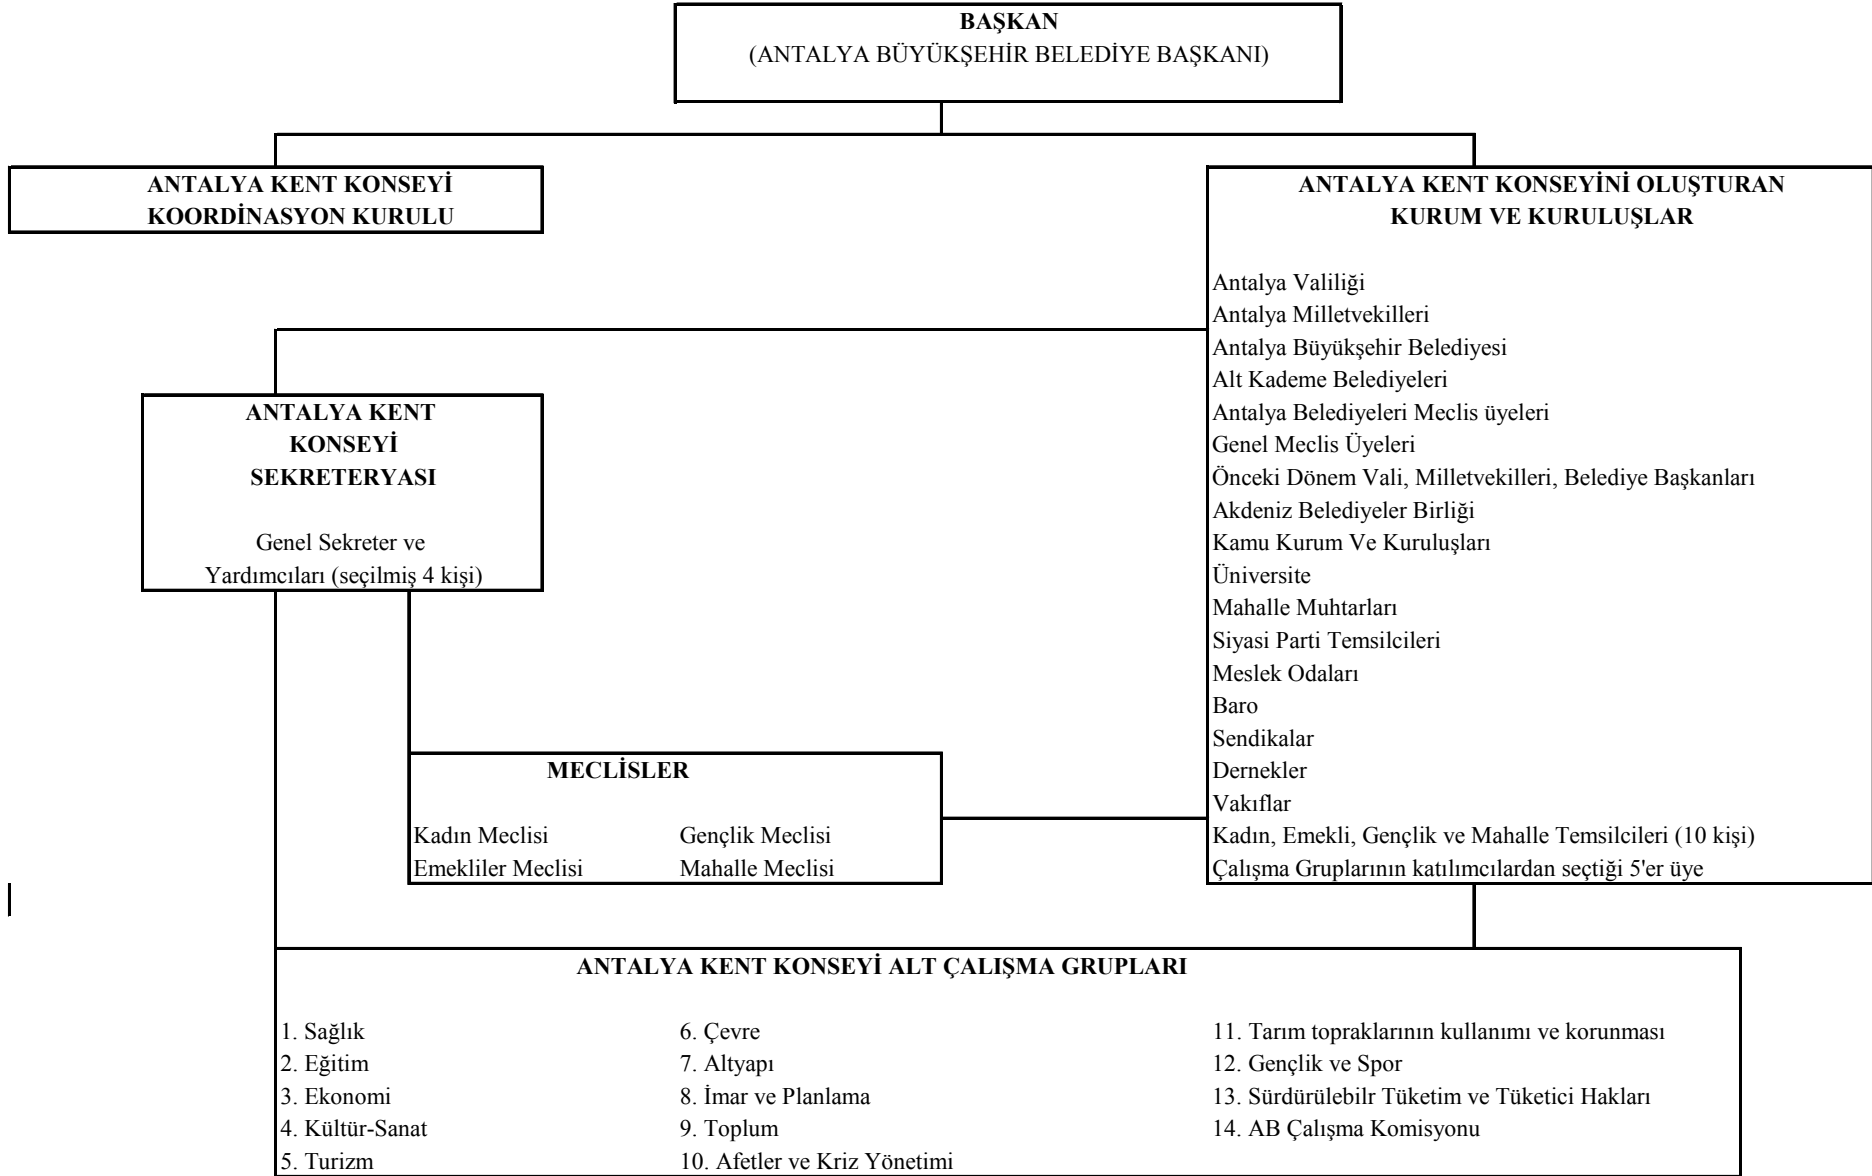 BAŞKAN
(ANTALYA BÜYÜKŞEHİR BELEDİYE BAŞKANI)
ANTALYA KENT KONSEYİ
KOORDİNASYON KURULU
ANTALYA KENT KONSEYİNİ OLUŞTURAN
KURUM VE KURULUŞLAR
Antalya Valiliği
Antalya Milletvekilleri
Antalya Büyükşehir Belediyesi
Alt Kademe Belediyeleri
Antalya Belediyeleri Meclis üyeleri
Genel Meclis Üyeleri
Önceki Dönem Vali, Milletvekilleri, Belediye Başkanları
Akdeniz Belediyeler Birliği
Kamu Kurum Ve Kuruluşları
Üniversite
Mahalle Muhtarları
Siyasi Parti Temsilcileri
Meslek Odaları
Baro
Sendikalar
Dernekler
Vakıflar
Kadın, Emekli, Gençlik ve Mahalle Temsilcileri (10 kişi)
Çalışma Gruplarının katılımcılardan seçtiği 5'er üye
ANTALYA KENT
KONSEYİ
SEKRETERYASI
Genel Sekreter ve
Yardımcıları (seçilmiş 4 kişi)
MECLİSLER
Kadın Meclisi Gençlik Meclisi
Emekliler Meclisi Mahalle Meclisi
ANTALYA KENT KONSEYİ ALT ÇALIŞMA GRUPLARI
1. Sağlık
2. Eğitim
3. Ekonomi
4. Kültür-Sanat
5. Turizm
6. Çevre
7. Altyapı
8. İmar ve Planlama
9. Toplum
10. Afetler ve Kriz Yönetimi
11. Tarım topraklarının kullanımı ve korunması
12. Gençlik ve Spor
13. Sürdürülebilr Tüketim ve Tüketici Hakları
14. AB Çalışma Komisyonu